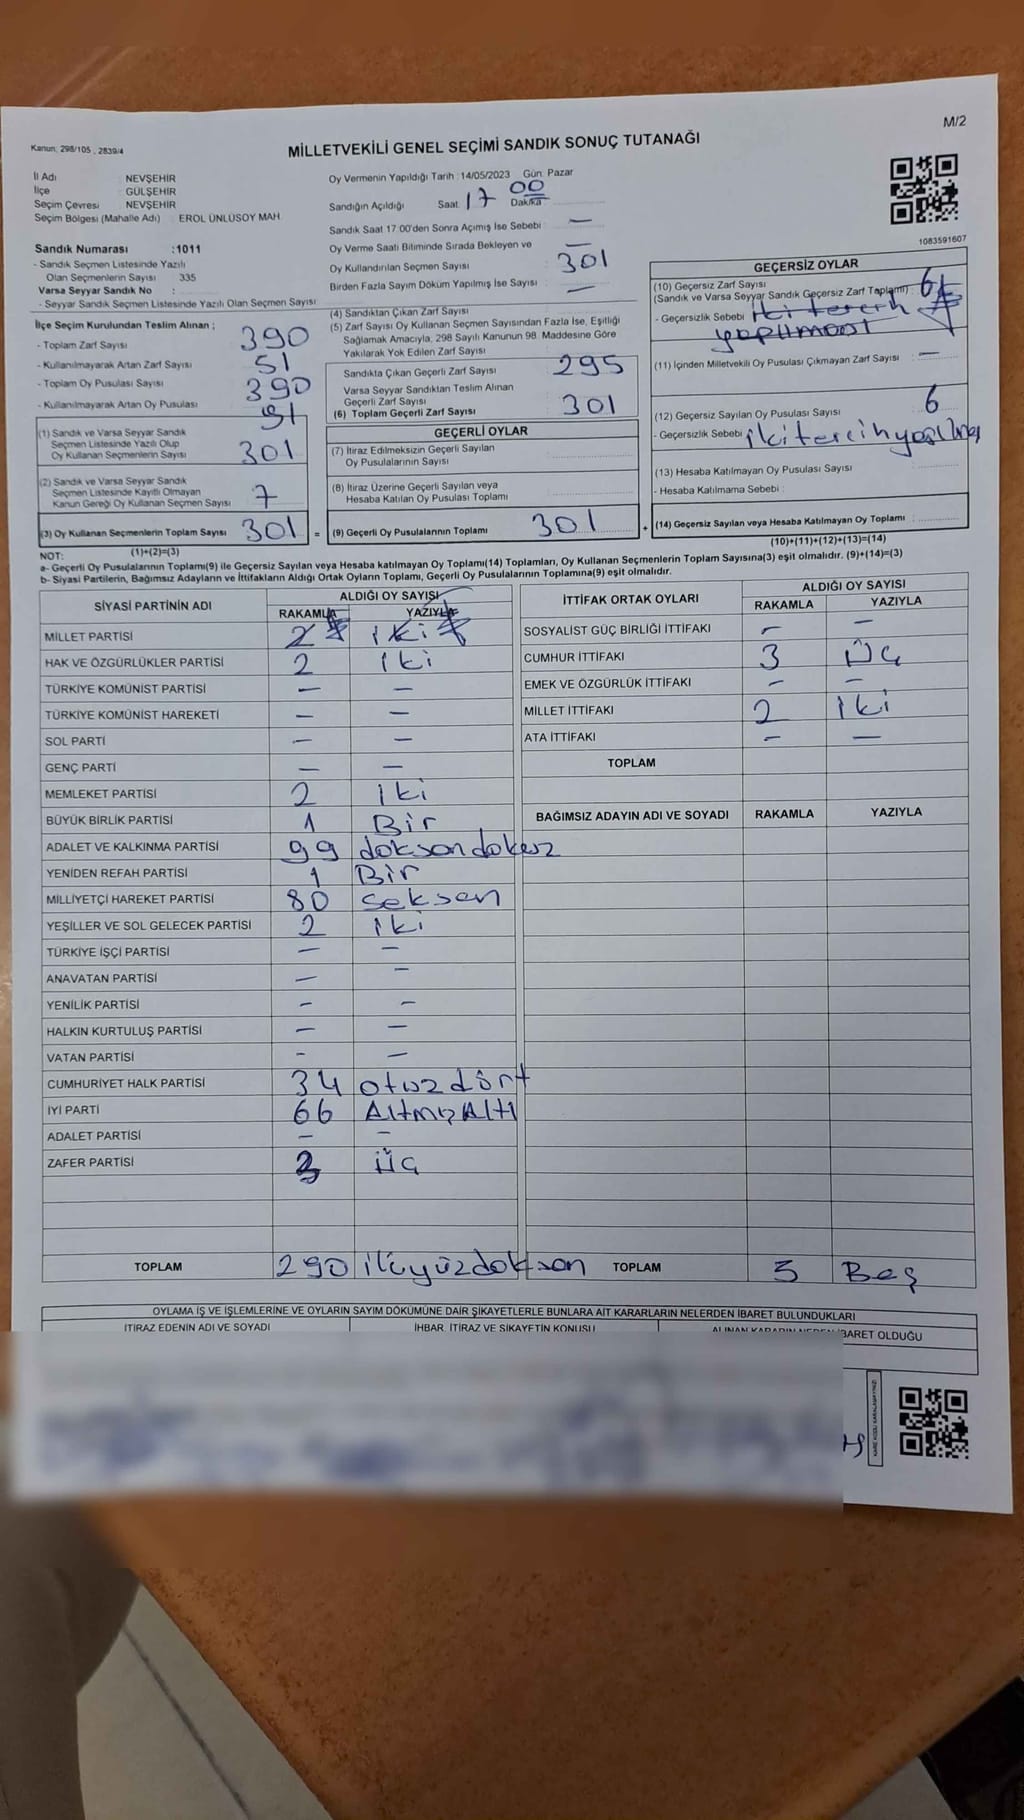 M/2
Kanun: 298/105 , 2839/4
MİLLETVEKİLİ GENEL SEÇİMİ SANDIK SONUÇ TUTANAĞI
İl Adı NEVŞEHİR
İlçe GÜLŞEHİR
Seçim Çevresi NEVŞEHİR
Seçim Bölgesi (Mahalle Adı) EROL ÜNLÜSOY MAH
Sandık Numarası :1011
- Sandık Seçmen Listesinde Yazılı
Olan Seçmenlerin Sayısı 335
Varsa Seyyar Sandık No :
- Seyyar Sandık Seçmen Listesinde Yazılı Olan Seçmen Sayısı
Oy Vermenin Yapıldığı Tarih :14/05/2023 Gün: Pazar
Sandığın Açıldığı Saat: 17 Dakika 00
Sandık Saat 17 00'den Sonra Açımış İse Sebebi : —
Oy Verme Saati Bitiminde Sırada Bekleyen ve —
Oy Kullandırılan Seçmen Sayısı : 301
Birden Fazla Sayım Döküm Yapılmış İse Sayısı : —
1083591607
İlçe Seçim Kurulundan Teslim Alınan ;
- Toplam Zarf Sayısı 390
- Kullanılmayarak Artan Zarf Sayısı 51
- Toplam Oy Pusulası Sayısı 390
- Kullanılmayarak Artan Oy Pusulası 51
(1) Sandık ve Varsa Seyyar Sandık
Seçmen Listesinde Yazılı Olup
Oy Kullanan Seçmenlerin Sayısı 301
(2) Sandık ve Varsa Seyyar Sandık
Seçmen Listesinde Kayıtlı Olmayan
Kanun Gereği Oy Kullanan Seçmen Sayısı 7
(3) Oy Kullanan Seçmenlerin Toplam Sayısı 301 =
(1)+(2)=(3)
(4) Sandıktan Çıkan Zarf Sayısı
(5) Zarf Sayısı Oy Kullanan Seçmen Sayısından Fazla İse, Eşitliği
Sağlamak Amacıyla, 298 Sayılı Kanunun 98. Maddesine Göre
Yakılarak Yok Edilen Zarf Sayısı
Sandıkta Çıkan Geçerli Zarf Sayısı : 295
Varsa Seyyar Sandıktan Teslim Alınan
Geçerli Zarf Sayısı
(6) Toplam Geçerli Zarf Sayısı : 301
GEÇERLİ OYLAR
(7) İtiraz Edilmeksizin Geçerli Sayılan
Oy Pusulalarının Sayısı
(8) İtiraz Üzerine Geçerli Sayılan veya
Hesaba Katılan Oy Pusulası Toplamı
(9) Geçerli Oy Pusulalarının Toplamı 301 +
GEÇERSİZ OYLAR
(10) Geçersiz Zarf Sayısı
(Sandık ve Varsa Seyyar Sandık Geçersiz Zarf Toplamı) : 6
- Geçersizlik Sebebi iki tercih
yapılması
(11) İçinden Milletvekili Oy Pusulası Çıkmayan Zarf Sayısı : —
(12) Geçersiz Sayılan Oy Pusulası Sayısı 6
- Geçersizlik Sebebi iki tercih
(13) Hesaba Katılmayan Oy Pusulası Sayısı
- Hesaba Katılmama Sebebi :
(14) Geçersiz Sayılan veya Hesaba Katılmayan Oy Toplamı :
(10)+(11)+(12)+(13)=(14)
NOT:
a- Geçerli Oy Pusulalarının Toplamı(9) ile Geçersiz Sayılan veya Hesaba katılmayan Oy Toplamı(14) Toplamları, Oy Kullanan Seçmenlerin Toplam Sayısına(3) eşit olmalıdır. (9)+(14)=(3)
b- Siyasi Partilerin, Bağımsız Adayların ve İttifakların Aldığı Ortak Oyların Toplamı, Geçerli Oy Pusulalarının Toplamına(9) eşit olmalıdır.
SİYASİ PARTİNİN ADI ALDIĞI OY SAYISI
RAKAMLA YAZIYLA
MİLLET PARTİSİ 2 iki
HAK VE ÖZGÜRLÜKLER PARTİSİ 2 iki
TÜRKİYE KOMÜNİST PARTİSİ — —
TÜRKİYE KOMÜNİST HAREKETİ — —
SOL PARTİ — —
GENÇ PARTİ — —
MEMLEKET PARTİSİ 2 iki
BÜYÜK BİRLİK PARTİSİ 1 Bir
ADALET VE KALKINMA PARTİSİ 99 doksandokuz
YENİDEN REFAH PARTİSİ 1 Bir
MİLLİYETÇİ HAREKET PARTİSİ 80 seksen
YEŞİLLER VE SOL GELECEK PARTİSİ 2 iki
TÜRKİYE İŞÇİ PARTİSİ — —
ANAVATAN PARTİSİ — —
YENİLİK PARTİSİ — —
HALKIN KURTULUŞ PARTİSİ — —
VATAN PARTİSİ - —
CUMHURİYET HALK PARTİSİ 34 otuzdört
İYİ PARTİ 66 AltmışAltı
ADALET PARTİSİ — —
ZAFER PARTİSİ 3 üç
TOPLAM 290 ikiyüzdoksan
İTTİFAK ORTAK OYLARI ALDIĞI OY SAYISI
RAKAMLA YAZIYLA
SOSYALİST GÜÇ BİRLİĞİ İTTİFAKI — —
CUMHUR İTTİFAKI 3 Üç
EMEK VE ÖZGÜRLÜK İTTİFAKI — —
MİLLET İTTİFAKI 2 iki
ATA İTTİFAKI — —
TOPLAM
BAĞIMSIZ ADAYIN ADI VE SOYADI RAKAMLA YAZIYLA
TOPLAM 5 Beş
OYLAMA İŞ VE İŞLEMLERİNE VE OYLARIN SAYIM DÖKÜMÜNE DAİR ŞİKAYETLERLE BUNLARA AİT KARARLARIN NELERDEN İBARET BULUNDUKLARI
İTİRAZ EDENİN ADI VE SOYADI İHBAR, İTİRAZ VE ŞİKAYETİN KONUSU ALINAN KARARIN NEDEN İBARET OLDUĞU